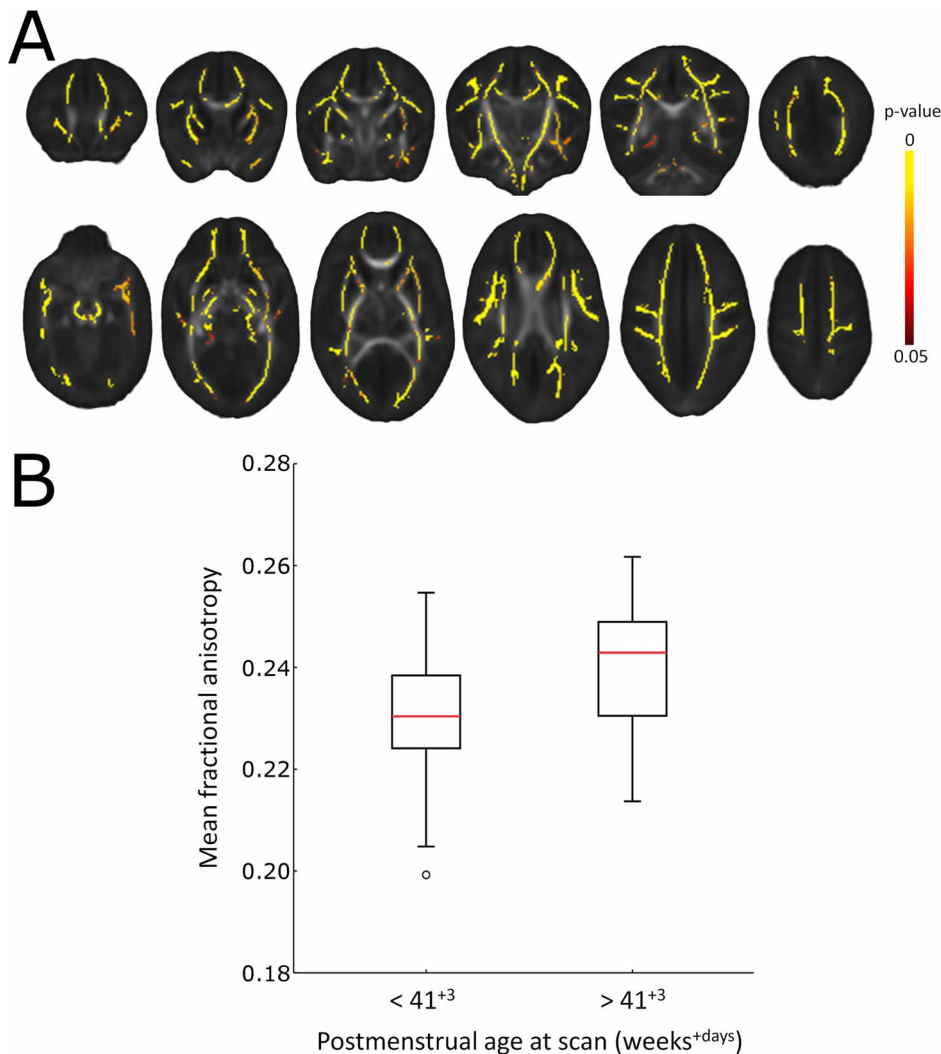 A
p-value
0
0.05
B
0.28
0.26
0.24
0.22
0.20
0.18
Mean fractional anisotropy
< 41⁺³ > 41⁺³
Postmenstrual age at scan (weeks⁺ᵈᵃʸˢ)